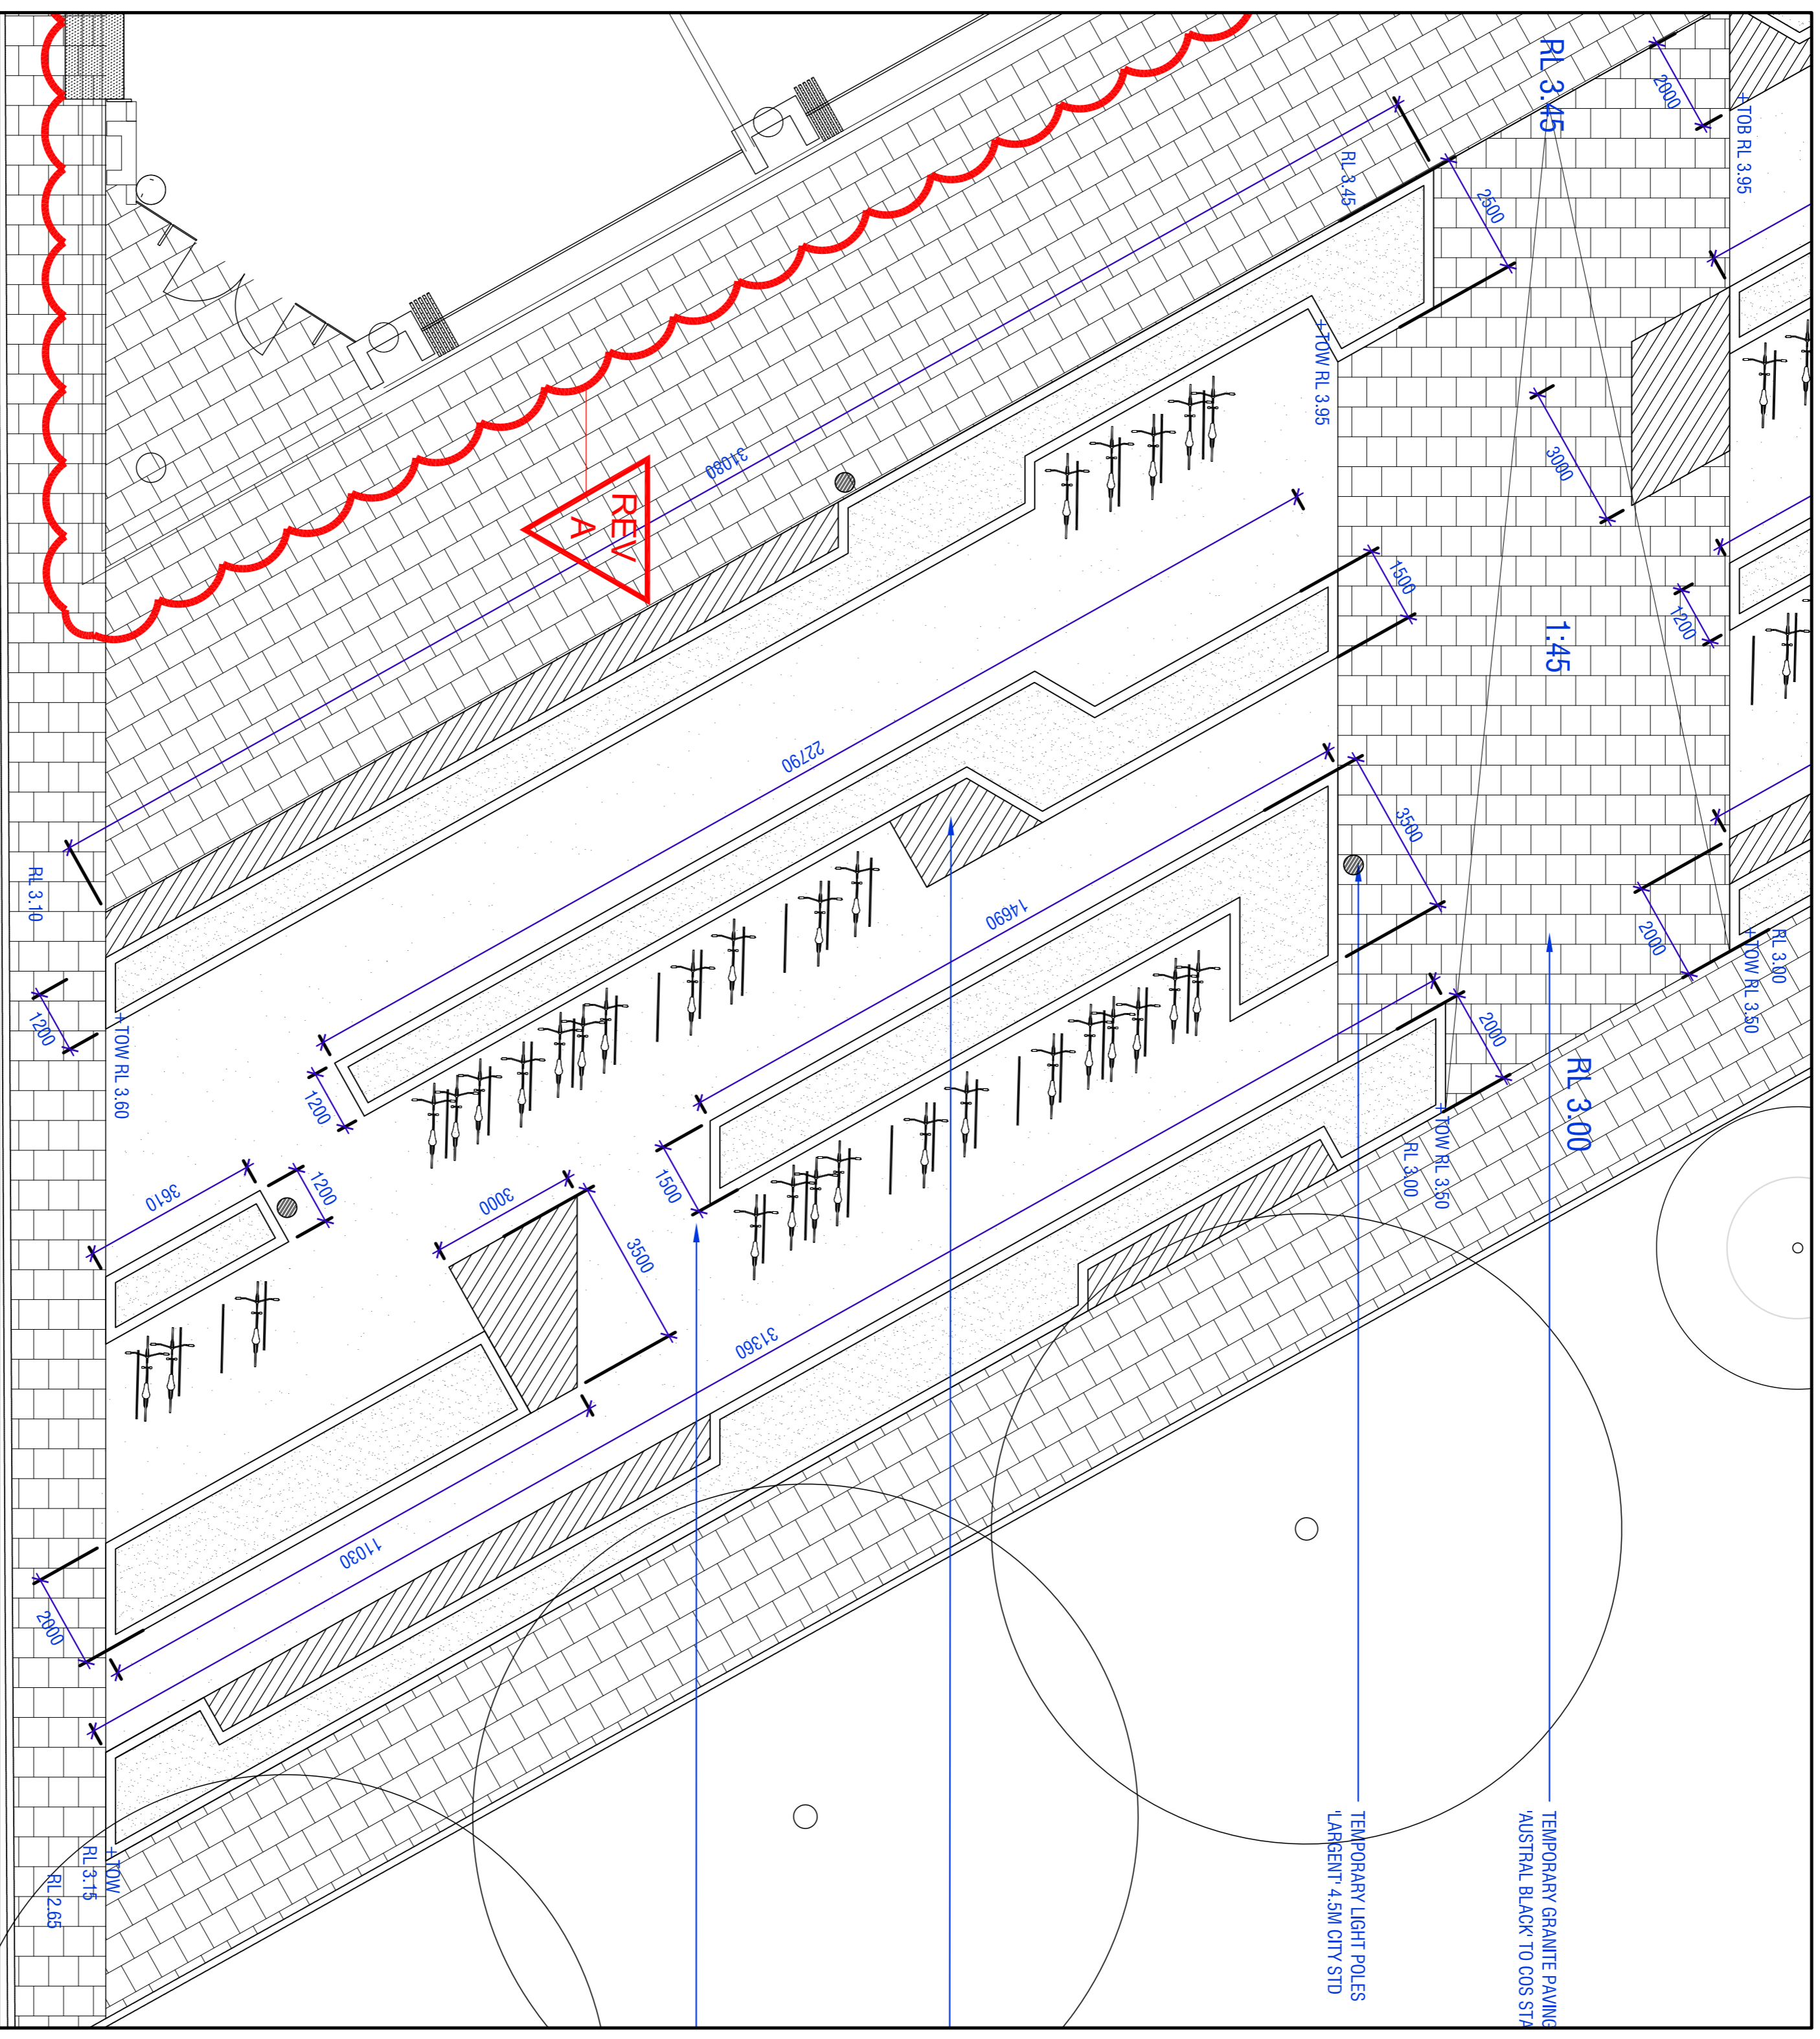 RL 3.45
2000
+TOB RL 3.95
RL 3.45
2500
+TOW RL 3.95
3000
1500
1200
1:45
31080
REV
A
22790
14690
3500
2000
RL 3.00
+TOW RL 3.50
2000
RL 3.00
+TOW RL 3.50
RL 3.00
RL 3.10
1200
+TOW RL 3.60
1200
3610
1200
3000
1500
3500
31360
11030
2000
+TOW
RL 3.15
RL 2.65
TEMPORARY GRANITE PAVING
'AUSTRAL BLACK' TO COS STA
TEMPORARY LIGHT POLES
'LARGENT' 4.5M CITY STD